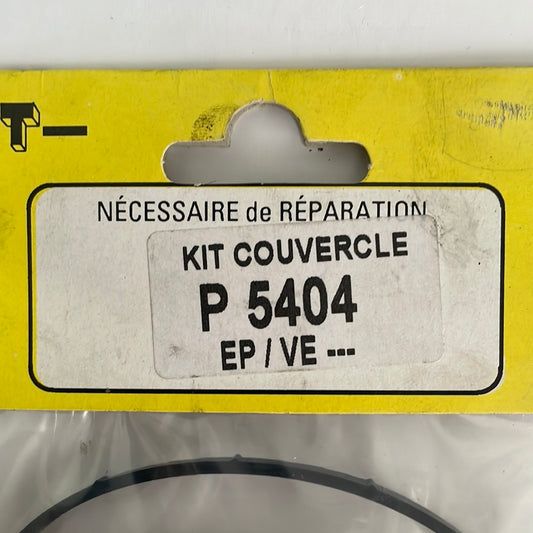 T-
NÉCESSAIRE de RÉPARATION
KIT COUVERCLE
P 5404
EP / VE ---